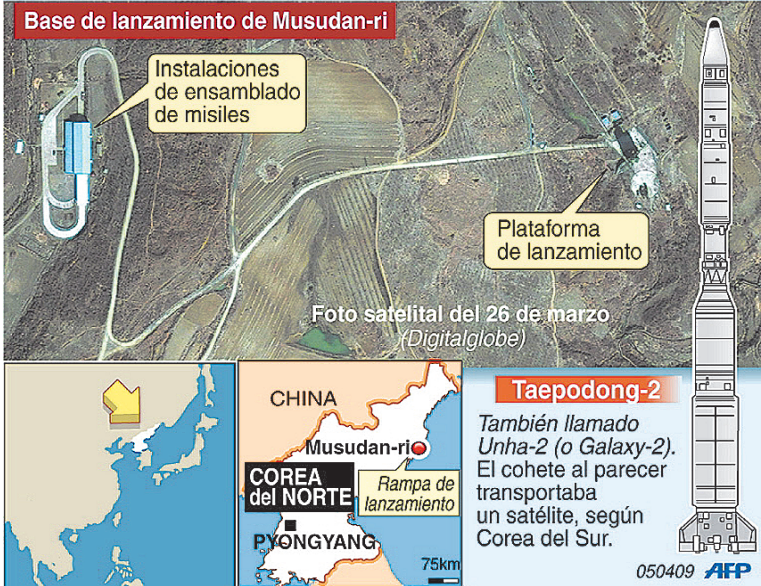 Base de lanzamiento de Musudan-ri
Instalaciones
de ensamblado
de misiles
Plataforma
de lanzamiento
Foto satelital del 26 de marzo
(Digitalglobe)
CHINA
Musudan-ri
Rampa de
lanzamiento
COREA
del NORTE
PYONGYANG
75km
Taepodong-2
También llamado
Unha-2 (o Galaxy-2).
El cohete al parecer
transportaba
un satélite, según
Corea del Sur.
050409 AFP